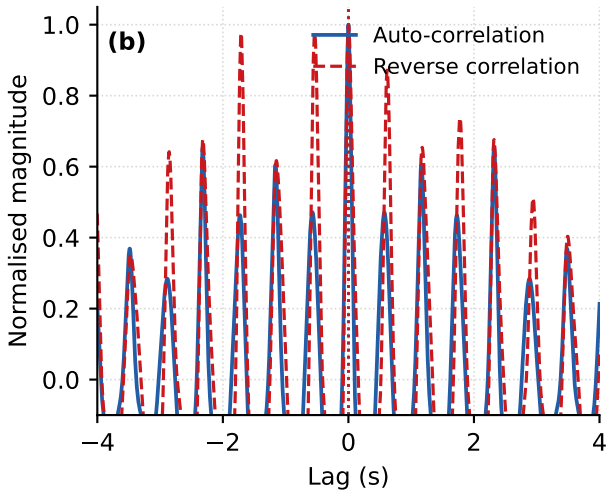 (b)
Auto-correlation
Reverse correlation
Normalised magnitude
1.0
0.8
0.6
0.4
0.2
0.0
−4
−2
0
2
4
Lag (s)